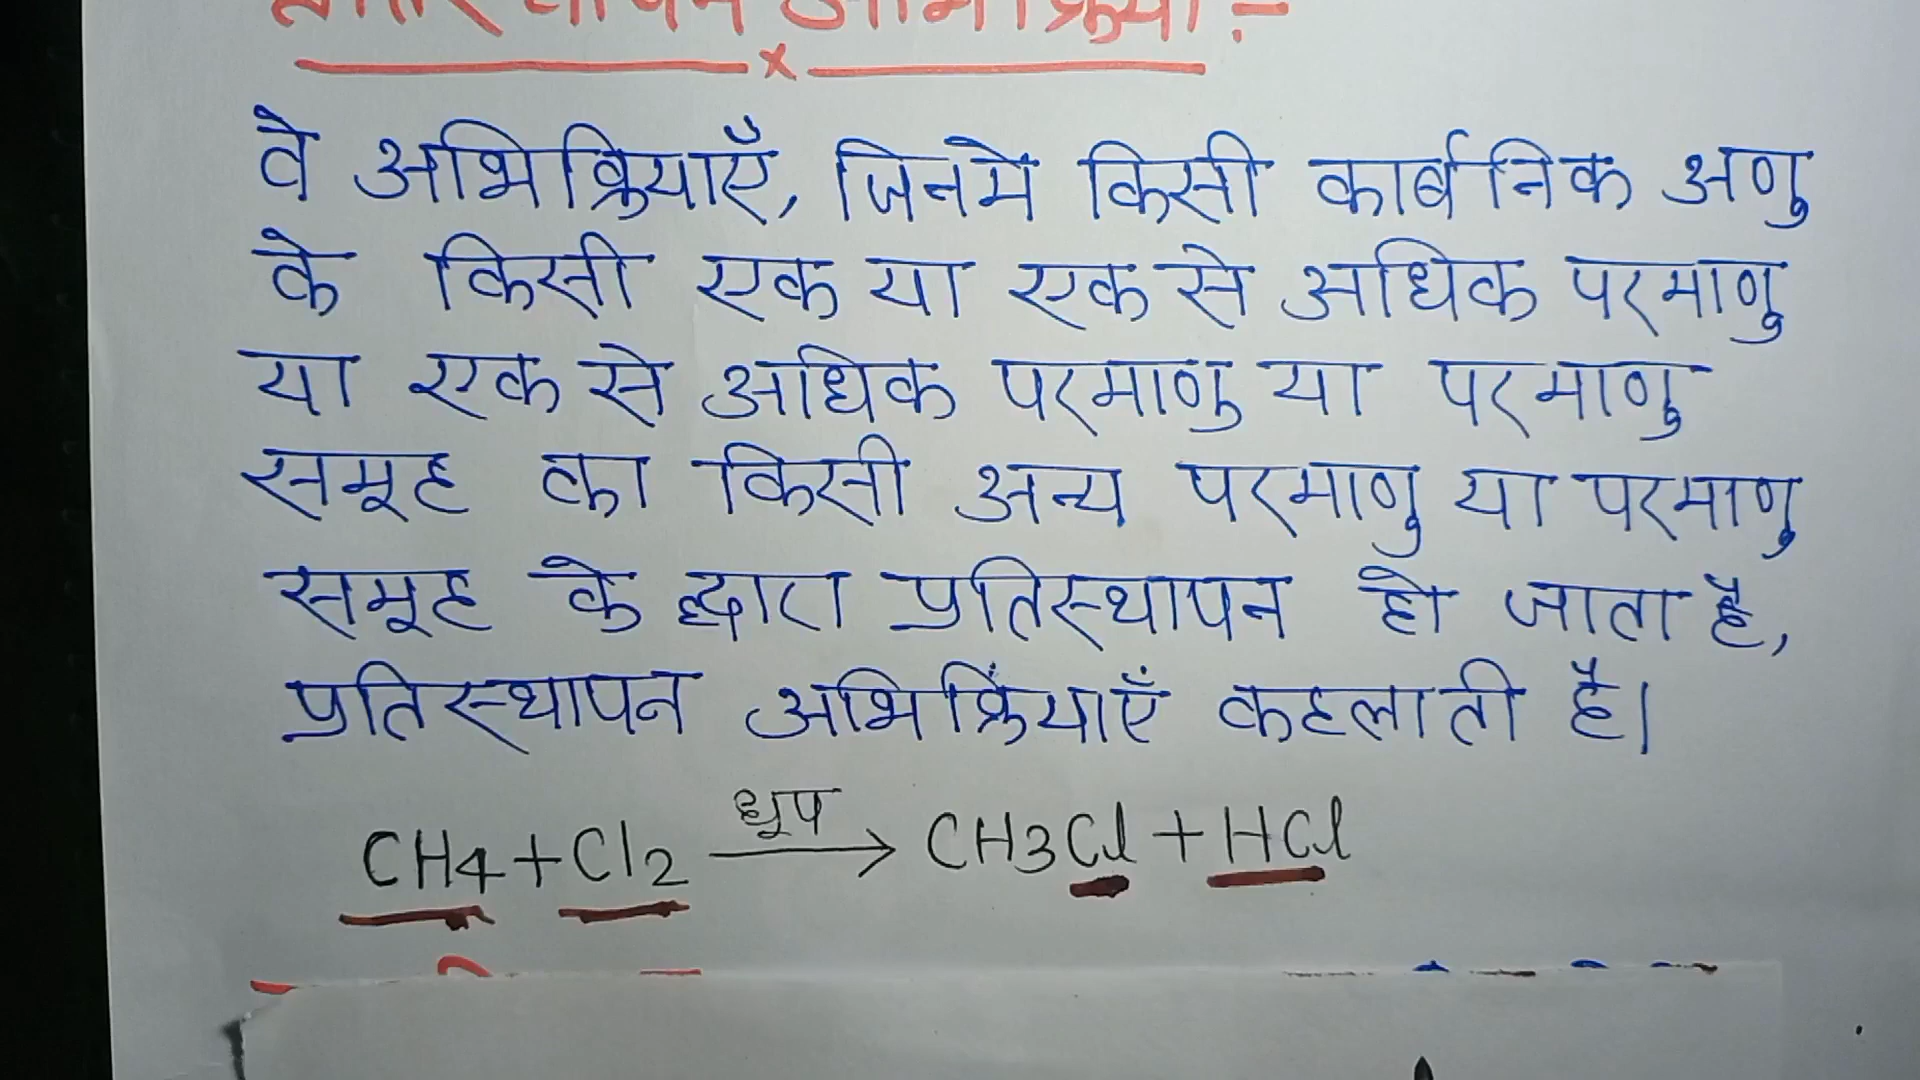 अभिक्रिया :-
वे अभिक्रियाएँ, जिनमे किसी कार्बनिक अणु
के किसी एक या एक से अधिक परमाणु
या एक से अधिक परमाणु या परमाणु
समूह का किसी अन्य परमाणु या परमाणु
समूह के द्वारा प्रतिस्थापन हो जाता है,
प्रतिस्थापन अभिक्रियाएँ कहलाती है।
धूप
CH4 + Cl2 → CH3Cl + HCl